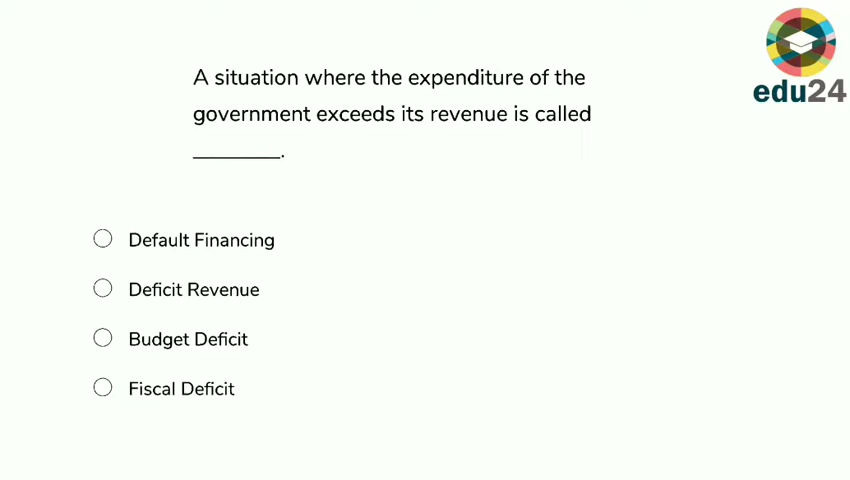 edu24
A situation where the expenditure of the
government exceeds its revenue is called
_________.
Default Financing
Deficit Revenue
Budget Deficit
Fiscal Deficit